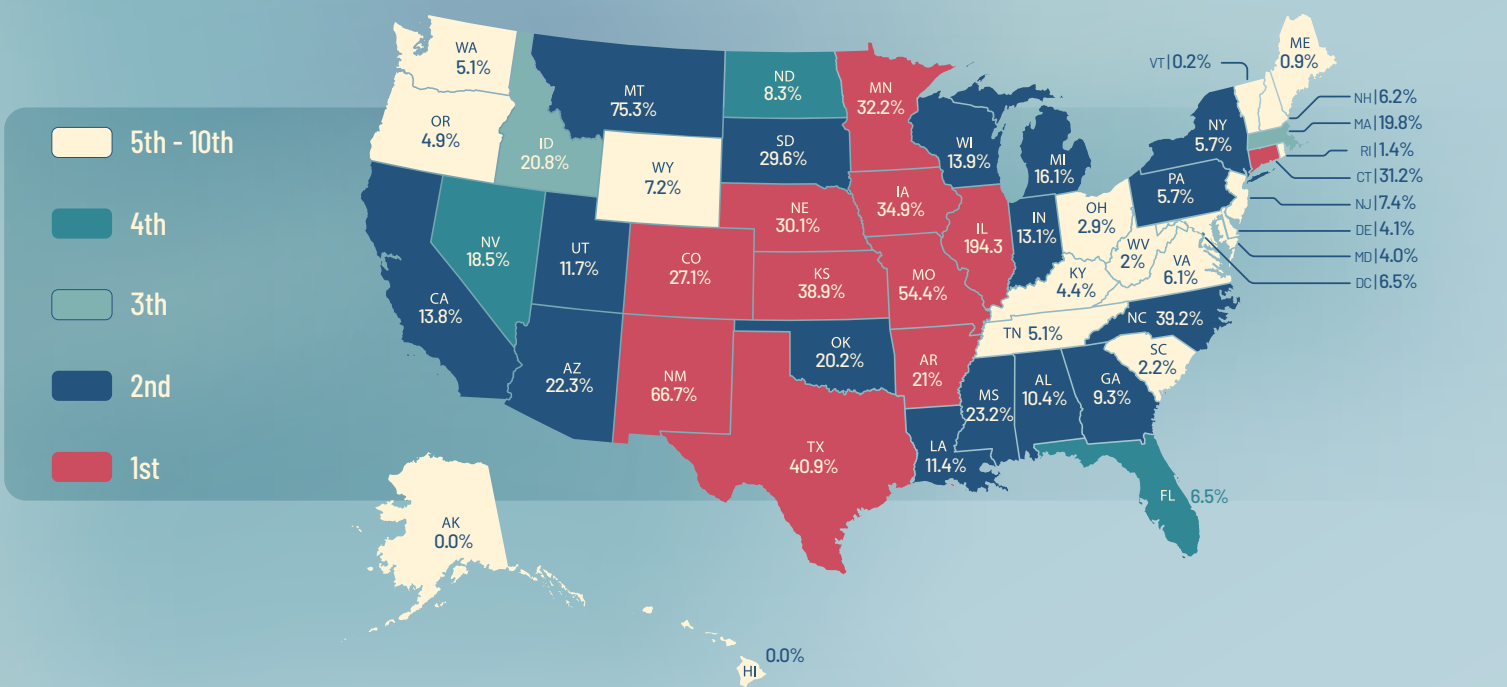 5th - 10th
4th
3th
2nd
1st
WA
5.1%
OR
4.9%
ID
20.8%
MT
75.3%
ND
8.3%
MN
32.2%
SD
29.6%
WI
13.9%
MI
16.1%
WY
7.2%
NE
30.1%
IA
34.9%
IL
194.3
IN
13.1%
OH
2.9%
PA
5.7%
NY
5.7%
VT|0.2%
ME
0.9%
NH|6.2%
MA|19.8%
RI|1.4%
CT|31.2%
NJ|7.4%
DE|4.1%
MD|4.0%
DC|6.5%
WV
2%
VA
6.1%
KY
4.4%
NV
18.5%
UT
11.7%
CO
27.1%
KS
38.9%
MO
54.4%
CA
13.8%
TN 5.1%
NC 39.2%
SC
2.2%
AZ
22.3%
NM
66.7%
OK
20.2%
AR
21%
MS
23.2%
AL
10.4%
GA
9.3%
TX
40.9%
LA
11.4%
FL 6.5%
AK
0.0%
HI 0.0%